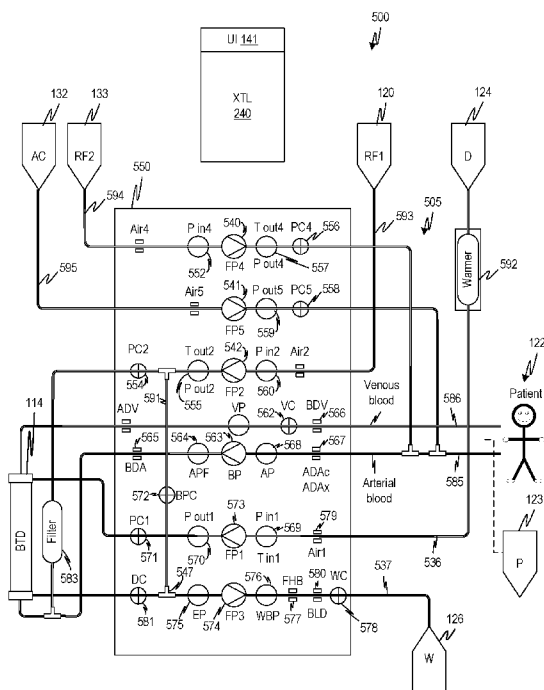 500
UI 141
XTL
240
132
133
120
124
AC
RF2
RF1
D
550
594
593
505
595
Air4
P in4
540
T out4
PC4
556
552
FP4
P out4
557
Warmer
592
Air5
541
P out5
PC5
558
FP5
559
122
PC2
T out2
542
P in2
Air2
Patient
554
P out2
555
FP2
560
591
114
ADV
VP
562
VC
BDV
566
Venous blood
586
565
564
563
568
567
BDA
APF
BP
AP
ADAc
ADAx
Arterial blood
585
572
BPC
123
573
579
PC1
P out1
P in1
569
P
BTD
Filter
571
570
FP1
T in1
Air1
536
583
DC
547
576
FHB
580
WC
537
581
575
EP
574
FP3
WBP
577
BLD
578
126
W